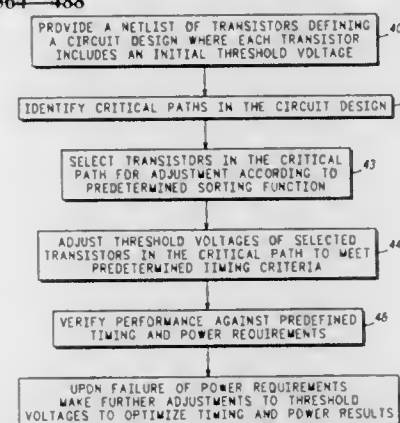 PROVIDE A NETLIST OF TRANSISTORS DEFINING
A CIRCUIT DESIGN WHERE EACH TRANSISTOR
INCLUDES AN INITIAL THRESHOLD VOLTAGE
IDENTIFY CRITICAL PATHS IN THE CIRCUIT DESIGN
SELECT TRANSISTORS IN THE CRITICAL
PATH FOR ADJUSTMENT ACCORDING TO
PREDETERMINED SORTING FUNCTION
43
ADJUST THRESHOLD VOLTAGES OF SELECTED
TRANSISTORS IN THE CRITICAL PATH TO MEET
PREDETERMINED TIMING CRITERIA
VERIFY PERFORMANCE AGAINST PREDEFINED
TIMING AND POWER REQUIREMENTS
UPON FAILURE OF POWER REQUIREMENTS
MAKE FURTHER ADJUSTMENTS TO THRESHOLD
VOLTAGES TO OPTIMIZE TIMING AND POWER RESULTS